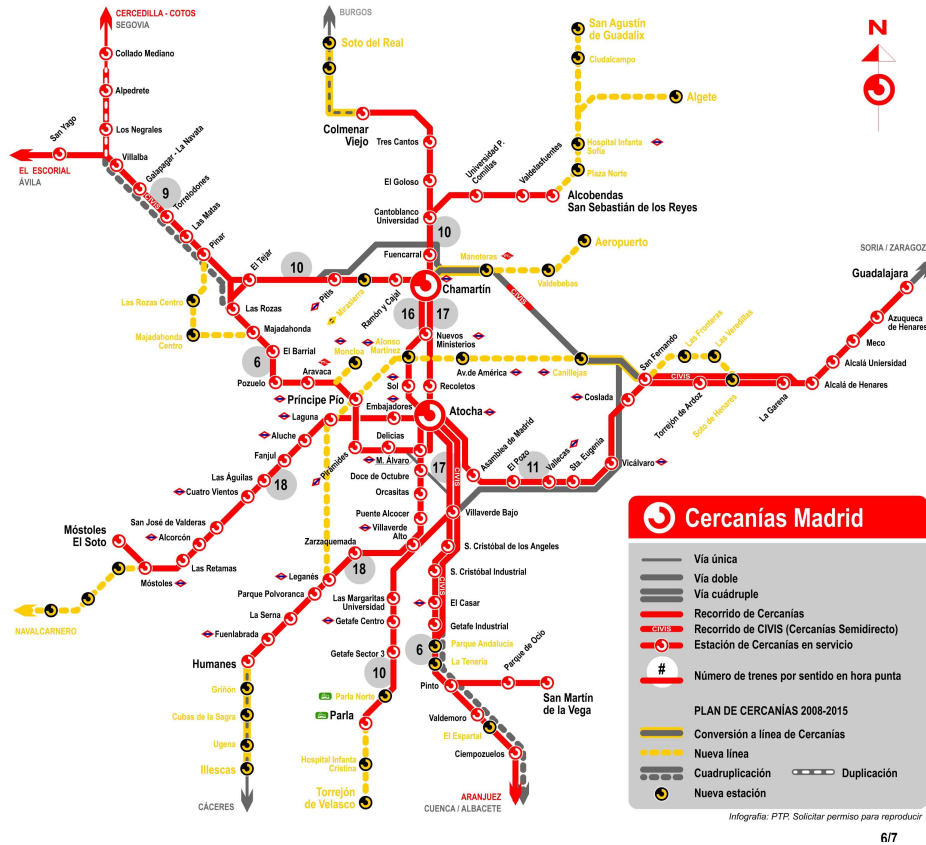 CERCEDILLA - COTOS
SEGOVIA
Collado Mediano
Alpedrete
Los Negrales
San Yago
EL ESCORIAL
ÁVILA
Villalba
Galapagar - La Navata
CIVIS
9
Torrelodones
Las Matas
Pinar
BURGOS
Soto del Real
Colmenar
Viejo
Tres Cantos
El Goloso
Cantoblanco
Universidad
10
Fuencarral
Universidad P.
Comillas
Valdelasfuentes
Alcobendas
San Sebastián de los Reyes
San Agustín
de Guadalix
Ciudalcampo
Algete
Hospital Infanta
Sofía
Plaza Norte
N
Aeropuerto
Manoteras
Valdebebas
Chamartín
CIVIS
El Tejar
10
Pitis
Mirasierra
Ramón y Cajal
Las Rozas Centro
Las Rozas
Majadahonda
Centro
Majadahonda
6
El Barrial
Pozuelo
Aravaca
Moncloa
Alonso
Martínez
16
17
Nuevos
Ministerios
Av.de América
Canillejas
Sol
Recoletos
Príncipe Pío
Laguna
Embajadores
Atocha
Aluche
Fanjul
Las Águilas
18
Cuatro Vientos
San José de Valderas
Alcorcón
Las Retamas
Móstoles
El Soto
Móstoles
NAVALCARNERO
Pirámides
Delicias
M. Álvaro
Doce de Octubre
Orcasitas
Puente Alcocer
Villaverde
Alto
Zarzaquemada
18
Leganés
Parque Polvoranca
La Serna
Fuenlabrada
Humanes
Griñón
Cubas de la Sagra
Ugena
Illescas
CÁCERES
17
CIVIS
Asamblea de Madrid
El Pozo
11
Vallecas
Sta. Eugenia
Vicálvaro
Coslada
San Fernando
Las Fronteras
Las Veredillas
CIVIS
Torrejón de Ardoz
Soto de Henares
La Garena
Alcalá de Henares
Alcalá Uniersidad
Meco
Azuqueca
de Henares
Guadalajara
SORIA / ZARAGOZ
Villaverde Bajo
S. Cristóbal de los Angeles
S. Cristóbal Industrial
CIVIS
El Casar
Getafe Industrial
6
Parque Andalucía
La Tenería
Pinto
Parque de Ocio
San Martín
de la Vega
Valdemoro
El Espartal
Ciempozuelos
ARANJUEZ
CUENCA / ALBACETE
Las Margaritas
Universidad
Getafe Centro
Getafe Sector 3
10
Parla Norte
Parla
Hospital Infanta
Cristina
Torrejón
de Velasco
Cercanías Madrid
Vía única
Vía doble
Vía cuádruple
Recorrido de Cercanías
CIVIS
Recorrido de CIVIS (Cercanías Semidirecto)
Estación de Cercanías en servicio
#
Número de trenes por sentido en hora punta
PLAN DE CERCANÍAS 2008-2015
Conversión a línea de Cercanías
Nueva línea
Cuadruplicación
Duplicación
Nueva estación
Infografia: PTP. Solicitar permiso para reproducir
6/7